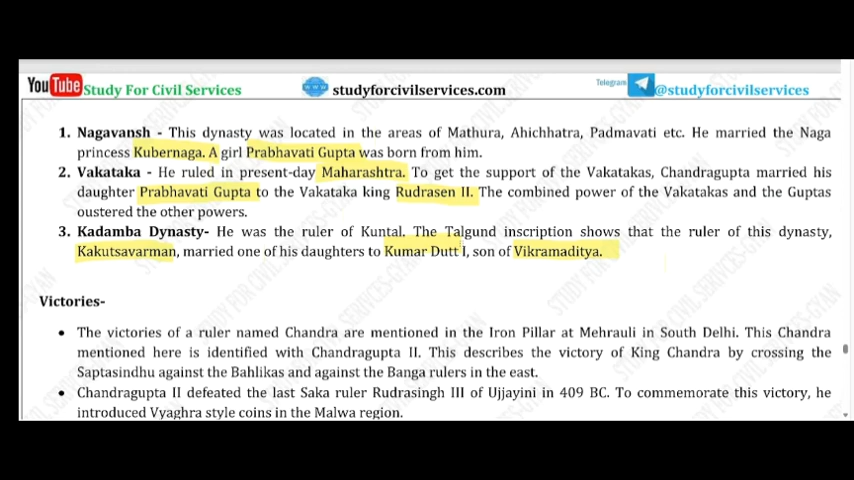 YouTube Study For Civil Services studyforcivilservices.com Telegram @studyforcivilservices
1. Nagavansh - This dynasty was located in the areas of Mathura, Ahichhatra, Padmavati etc. He married the Naga
princess Kubernaga. A girl Prabhavati Gupta was born from him.
2. Vakataka - He ruled in present-day Maharashtra. To get the support of the Vakatakas, Chandragupta married his
daughter Prabhavati Gupta to the Vakataka king Rudrasen II. The combined power of the Vakatakas and the Guptas
oustered the other powers.
3. Kadamba Dynasty- He was the ruler of Kuntal. The Talgund inscription shows that the ruler of this dynasty,
Kakutsavarman, married one of his daughters to Kumar Dutt I, son of Vikramaditya.
Victories-
• The victories of a ruler named Chandra are mentioned in the Iron Pillar at Mehrauli in South Delhi. This Chandra
mentioned here is identified with Chandragupta II. This describes the victory of King Chandra by crossing the
Saptasindhu against the Bahlikas and against the Banga rulers in the east.
• Chandragupta II defeated the last Saka ruler Rudrasingh III of Ujjayini in 409 BC. To commemorate this victory, he
introduced Vyaghra style coins in the Malwa region.